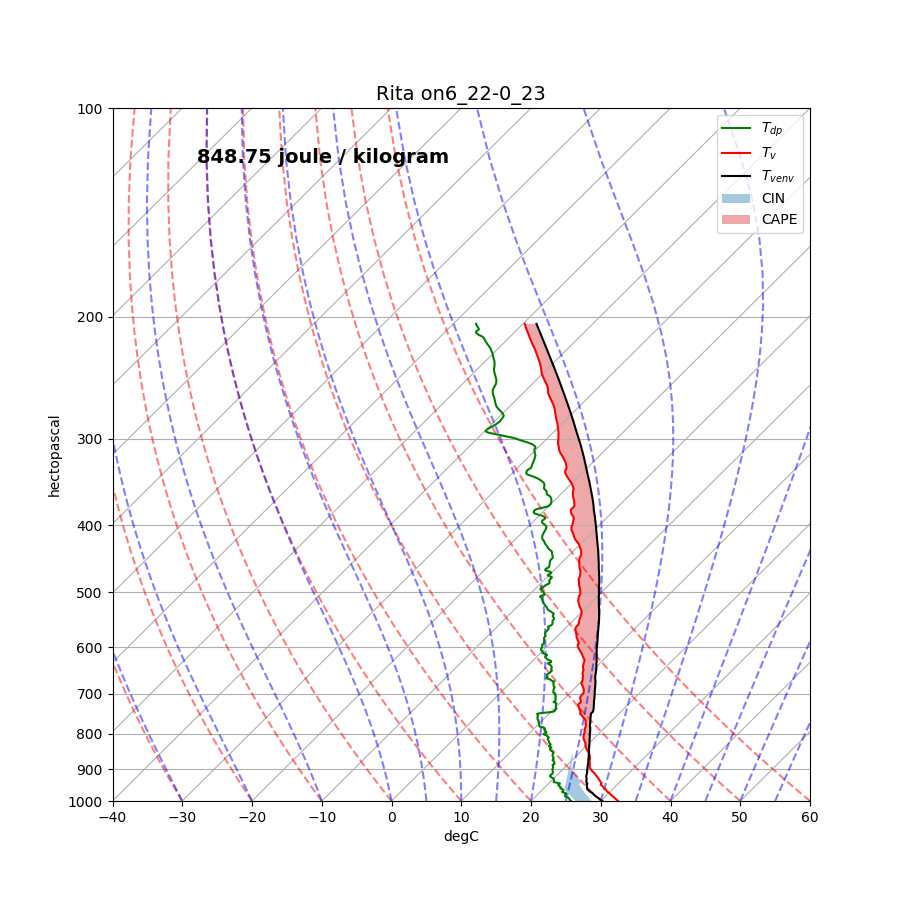 Rita on6_22-0_23
848.75 joule / kilogram
T_dp
T_v
T_venv
CIN
CAPE
hectopascal
100
200
300
400
500
600
700
800
900
1000
−40 −30 −20 −10 0 10 20 30 40 50 60
degC